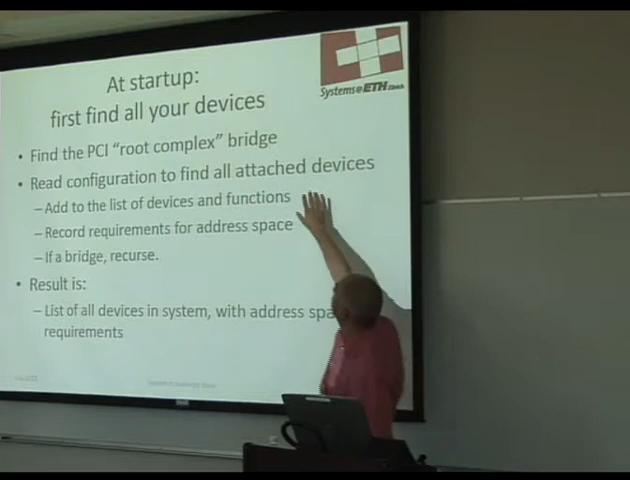 At startup:
first find all your devices
Systems@ETH Zürich
• Find the PCI “root complex” bridge
• Read configuration to find all attached devices
– Add to the list of devices and functions
– Record requirements for address space
– If a bridge, recurse.
• Result is:
– List of all devices in system, with address spa
requirements